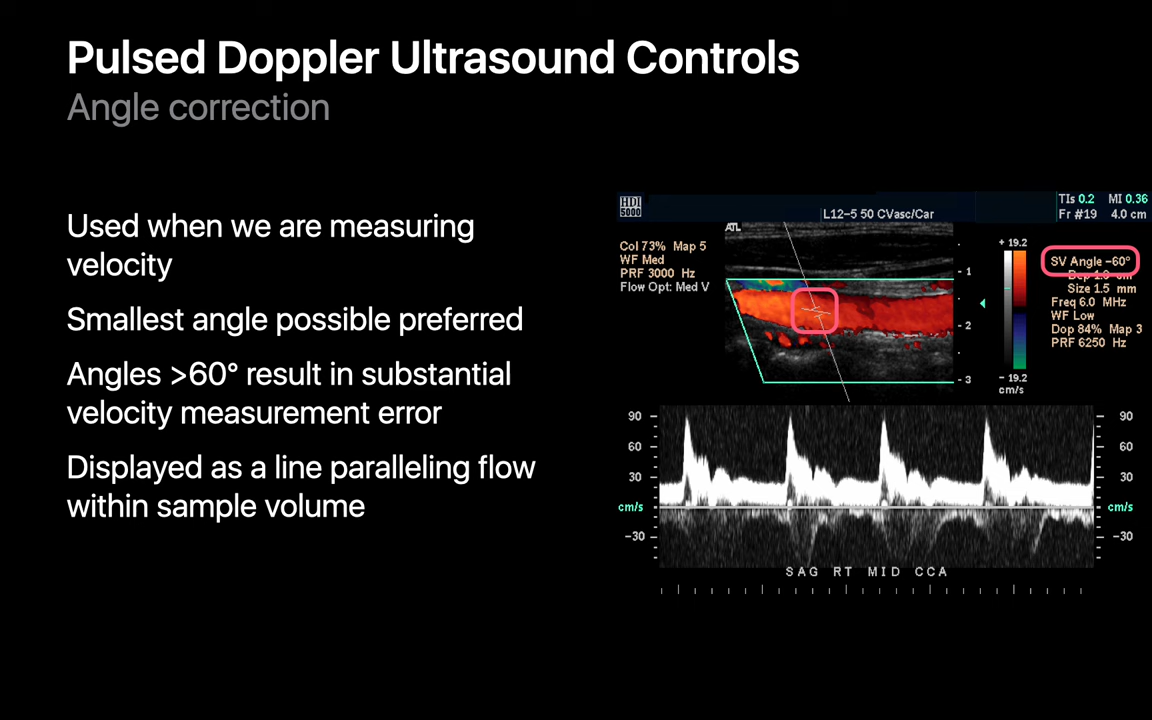 Pulsed Doppler Ultrasound Controls
Angle correction
Used when we are measuring
velocity
Smallest angle possible preferred
Angles >60° result in substantial
velocity measurement error
Displayed as a line paralleling flow
within sample volume
HDI
5000
L12-5 50 CVasc/Car
TIs 0.2 MI 0.36
Fr #19 4.0 cm
ATL
Col 73% Map 5
WF Med
PRF 3000 Hz
Flow Opt: Med V
1
2
3
+ 19.2
- 19.2
cm/s
SV Angle -60°
Dep 1.8 cm
Size 1.5 mm
Freq 6.0 MHz
WF Low
Dop 84% Map 3
PRF 6250 Hz
90
60
30
cm/s
-30
90
60
30
cm/s
-30
SAG RT MID CCA